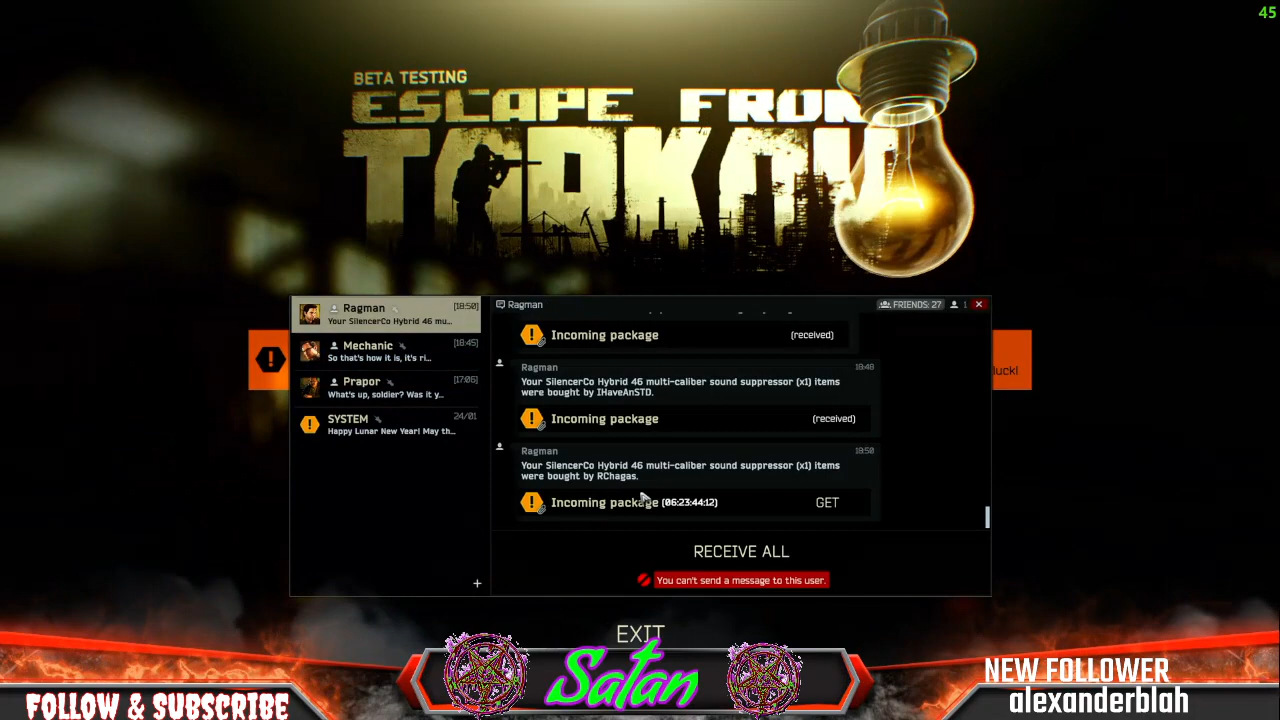 45
BETA TESTING
ESCAPE FROM
TARKOV
Ragman
[18:50]
Your SilencerCo Hybrid 46 mu...
Mechanic
[18:45]
So that's how it is, it's ri...
Prapor
[17:06]
What's up, soldier? Was it y...
SYSTEM
24/01
Happy Lunar New Year! May th...
+
Ragman
FRIENDS: 27
1
Incoming package
(received)
Ragman
18:48
Your SilencerCo Hybrid 46 multi-caliber sound suppressor (x1) items
were bought by IHaveAnSTD.
Incoming package
(received)
Ragman
18:50
Your SilencerCo Hybrid 46 multi-caliber sound suppressor (x1) items
were bought by RChagas.
Incoming package (06:23:44:12)
GET
RECEIVE ALL
You can't send a message to this user.
luck!
EXIT
FOLLOW & SUBSCRIBE
Satan
NEW FOLLOWER
alexanderblah